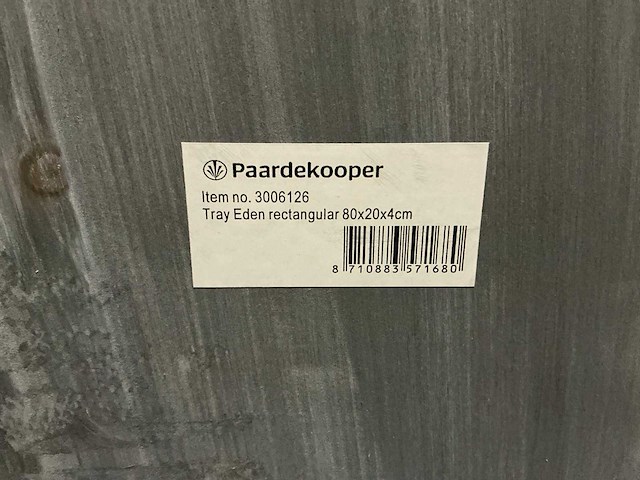 Paardekooper
Item no. 3006126
Tray Eden rectangular 80x20x4cm
8 710883 571680